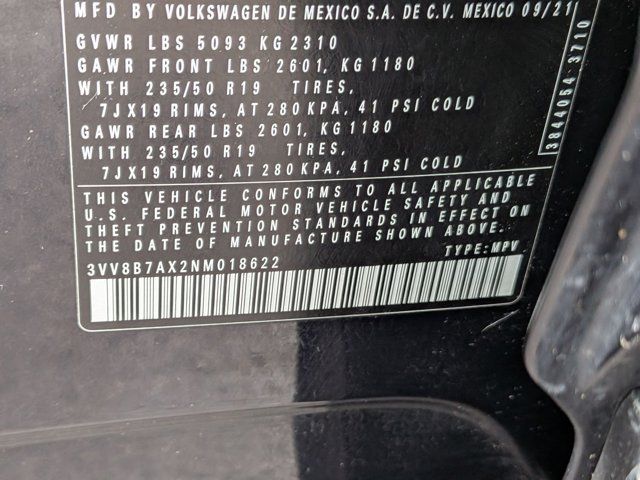 MFD BY VOLKSWAGEN DE MEXICO S.A. DE C.V. MEXICO 09/21
GVWR LBS 5093 KG 2310
GAWR FRONT LBS 2601, KG 1180
WITH 235/50 R19 TIRES,
7JX19 RIMS, AT 280 KPA, 41 PSI COLD
GAWR REAR LBS 2601, KG 1180
WITH 235/50 R19 TIRES,
7JX19 RIMS, AT 280 KPA, 41 PSI COLD
THIS VEHICLE CONFORMS TO ALL APPLICABLE
U.S. FEDERAL MOTOR VEHICLE SAFETY AND
THEFT PREVENTION STANDARDS IN EFFECT ON
THE DATE OF MANUFACTURE SHOWN ABOVE.
3VV8B7AX2NM018622 TYPE: MPV
3844054 3710